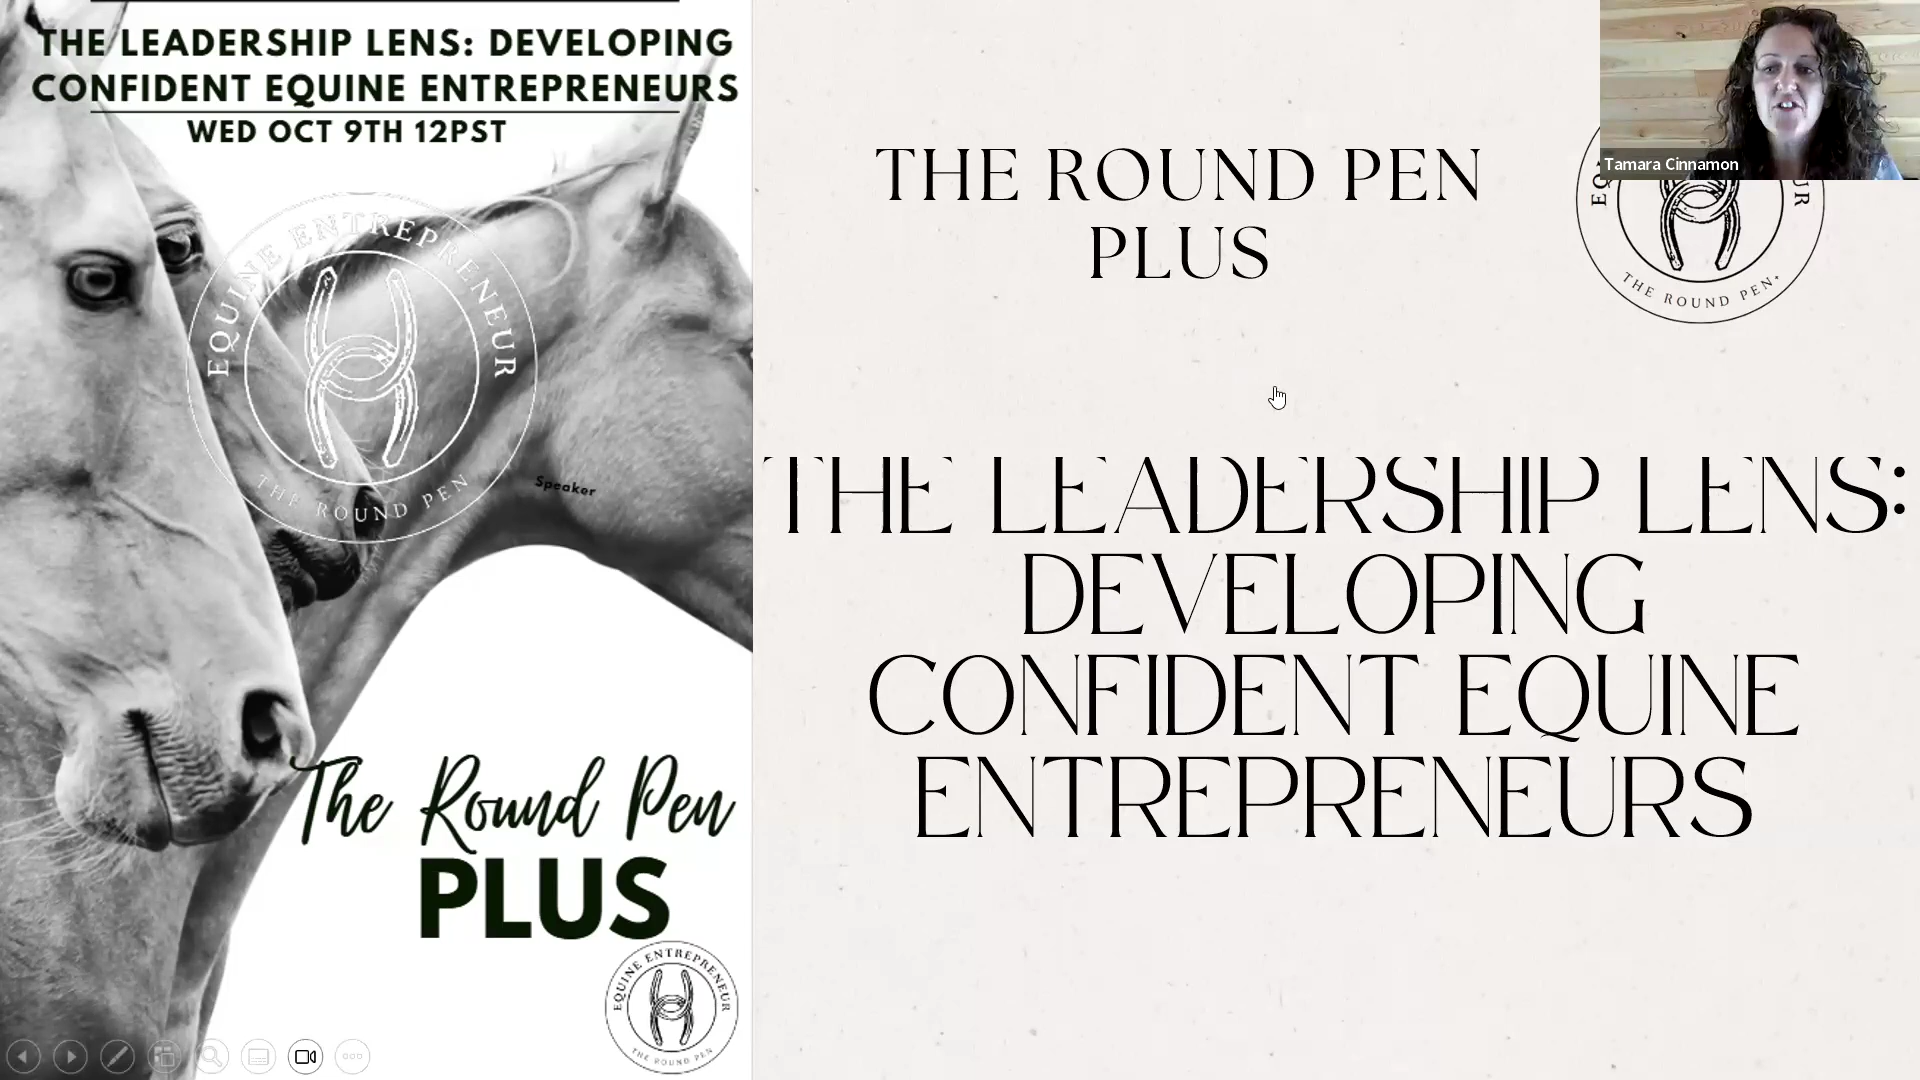 THE LEADERSHIP LENS: DEVELOPING
CONFIDENT EQUINE ENTREPRENEURS
WED OCT 9TH 12PST
EQUINE ENTREPRENEUR
THE ROUND PEN
Speaker
The Round Pen
PLUS
EQUINE ENTREPRENEUR
THE ROUND PEN
THE ROUND PEN
PLUS
Tamara Cinnamon
THE ROUND PEN+
THE LEADERSHIP LENS:
DEVELOPING
CONFIDENT EQUINE
ENTREPRENEURS